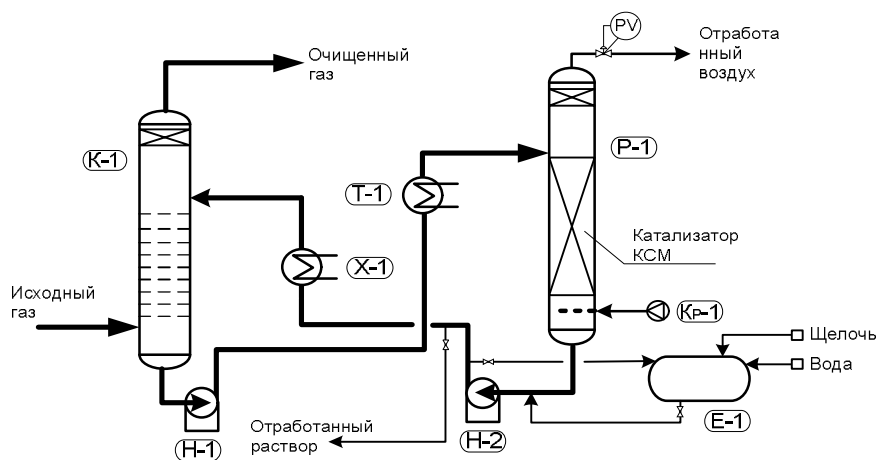 PV
Отработа
нный
воздух
Очищенный
газ
К-1
Р-1
Т-1
Катализатор
КСМ
Х-1
Исходный
газ
Кр-1
Щелочь
Вода
Е-1
Отработанный
раствор
Н-1
Н-2